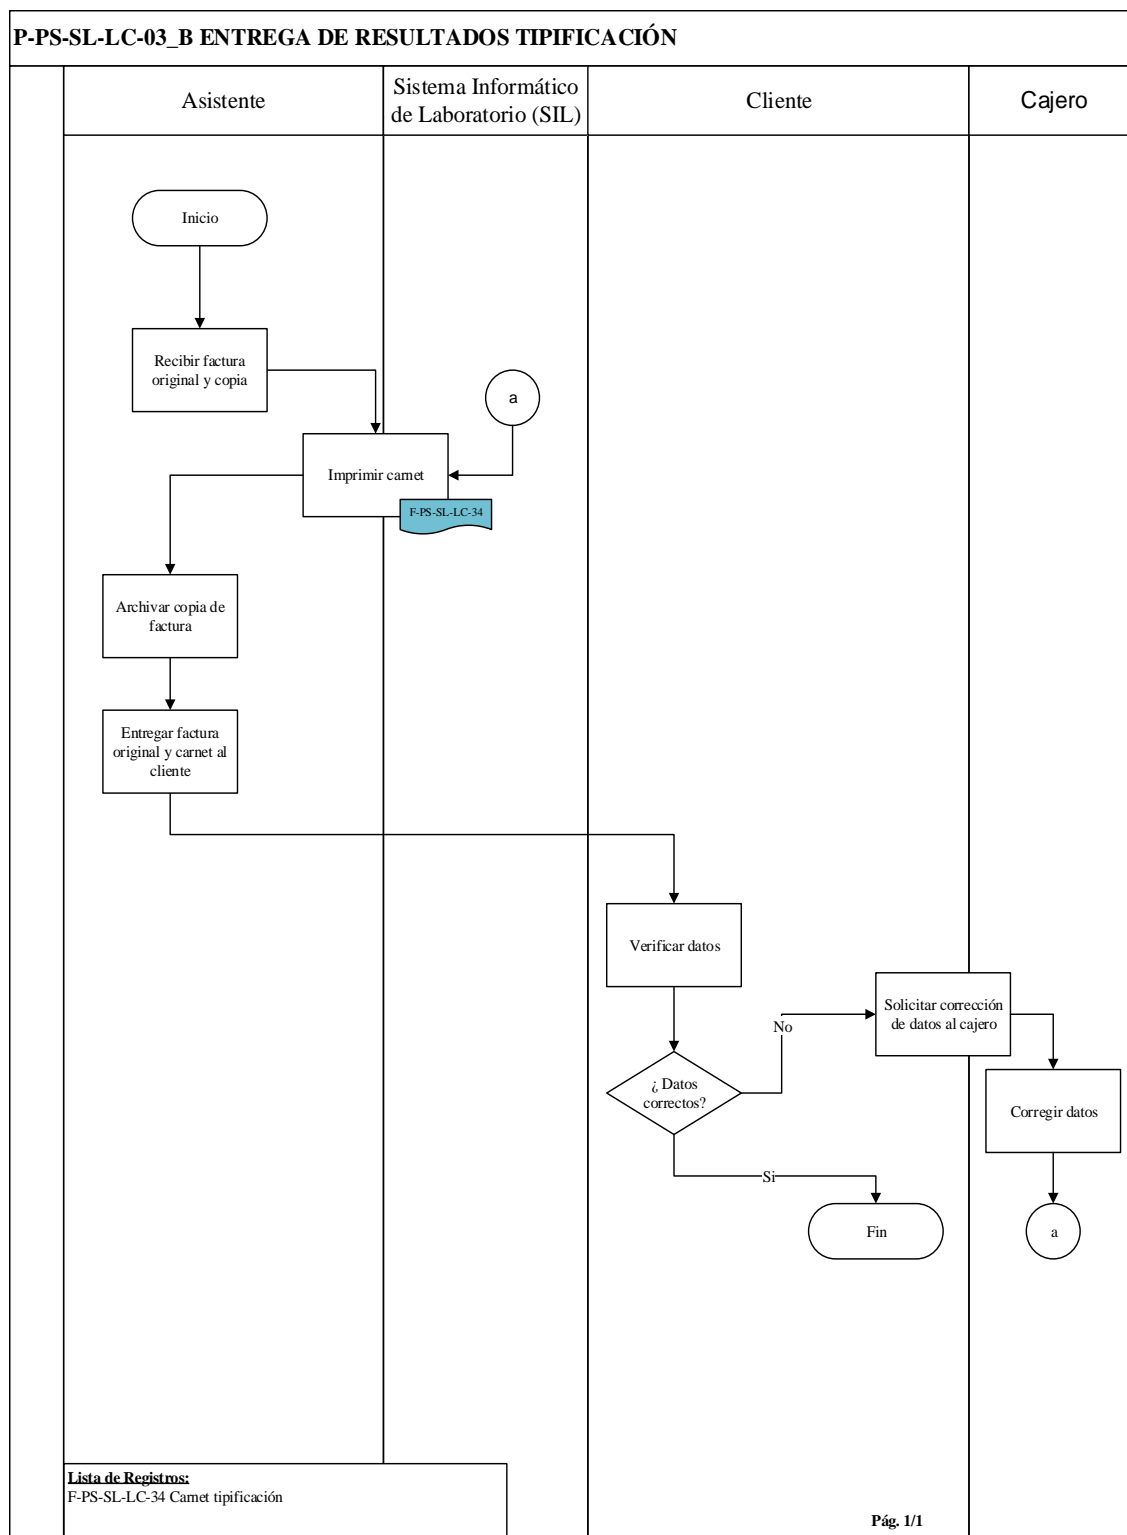 P-PS-SL-LC-03_B ENTREGA DE RESULTADOS TIPIFICACIÓN
Asistente
Sistema Informático
de Laboratorio (SIL)
Cliente
Cajero
Inicio
Recibir factura
original y copia
a
Imprimir carnet
F-PS-SL-LC-34
Archivar copia de
factura
Entregar factura
original y carnet al
cliente
Verificar datos
Solicitar corrección
de datos al cajero
No
¿ Datos
correctos?
Corregir datos
Si
Fin
a
Lista de Registros:
F-PS-SL-LC-34 Carnet tipificación
Pág. 1/1